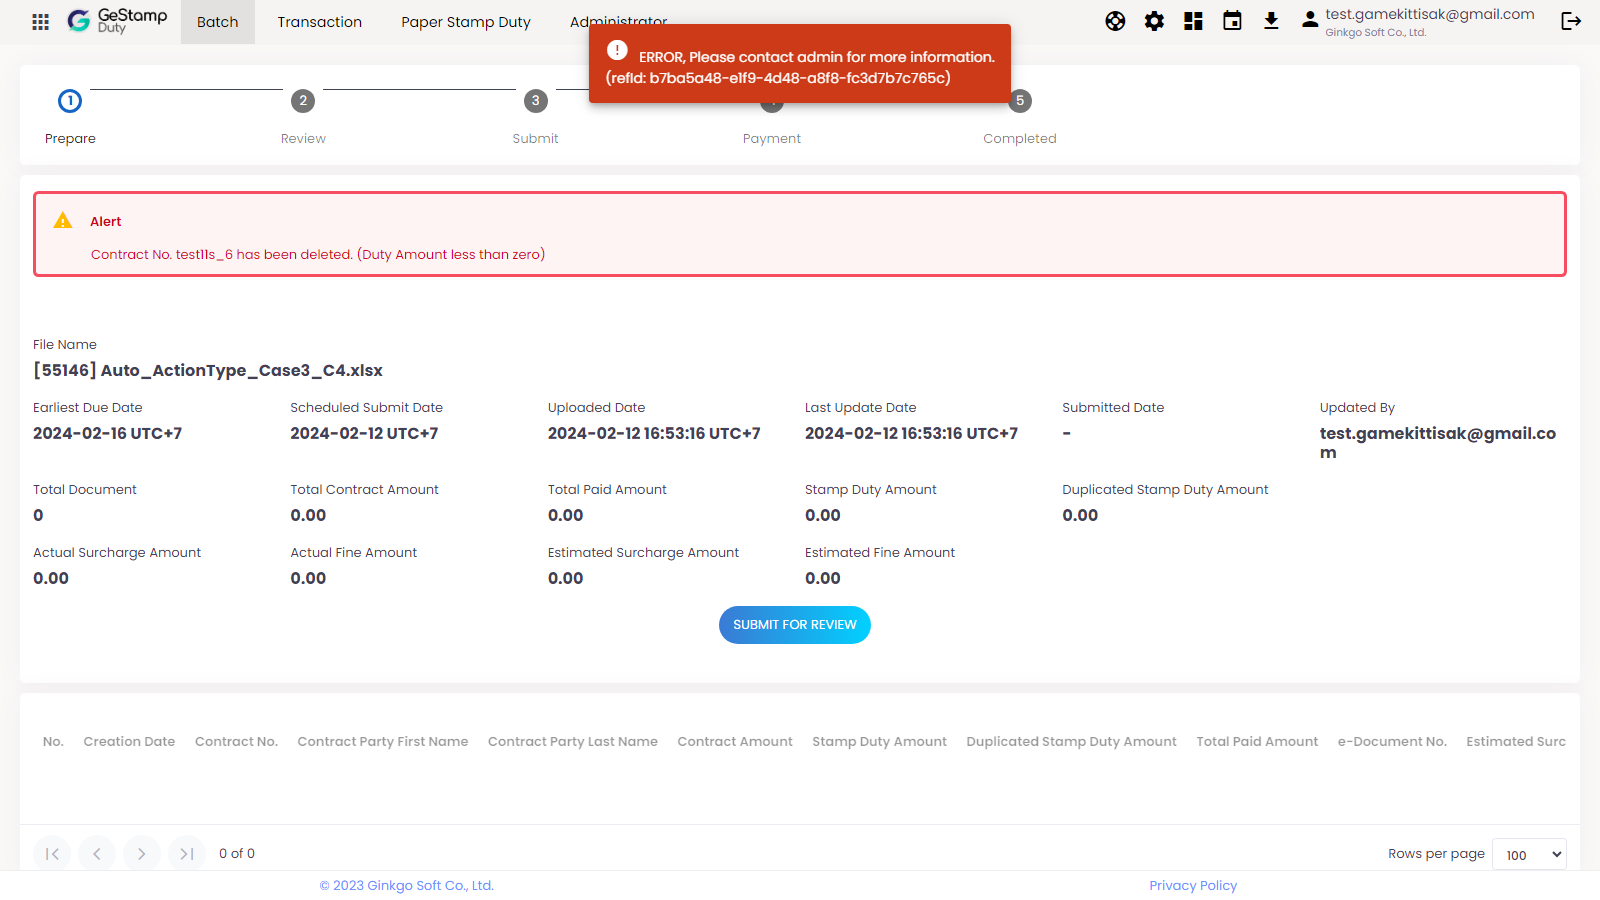 GeStamp
Duty
Batch
Transaction
Paper Stamp Duty
Administrator
test.gamekittisak@gmail.com
Ginkgo Soft Co., Ltd.
ERROR, Please contact admin for more information.
(refId: b7ba5a48-e1f9-4d48-a8f8-fc3d7b7c765c)
1
2
3
5
Prepare
Review
Submit
Payment
Completed
Alert
Contract No. test11s_6 has been deleted. (Duty Amount less than zero)
File Name
[55146] Auto_ActionType_Case3_C4.xlsx
Earliest Due Date
Scheduled Submit Date
Uploaded Date
Last Update Date
Submitted Date
Updated By
2024-02-16 UTC+7
2024-02-12 UTC+7
2024-02-12 16:53:16 UTC+7
2024-02-12 16:53:16 UTC+7
-
test.gamekittisak@gmail.co
m
Total Document
Total Contract Amount
Total Paid Amount
Stamp Duty Amount
Duplicated Stamp Duty Amount
0
0.00
0.00
0.00
0.00
Actual Surcharge Amount
Actual Fine Amount
Estimated Surcharge Amount
Estimated Fine Amount
0.00
0.00
0.00
0.00
SUBMIT FOR REVIEW
No.
Creation Date
Contract No.
Contract Party First Name
Contract Party Last Name
Contract Amount
Stamp Duty Amount
Duplicated Stamp Duty Amount
Total Paid Amount
e-Document No.
Estimated Surc
0 of 0
Rows per page
100
© 2023 Ginkgo Soft Co., Ltd.
Privacy Policy